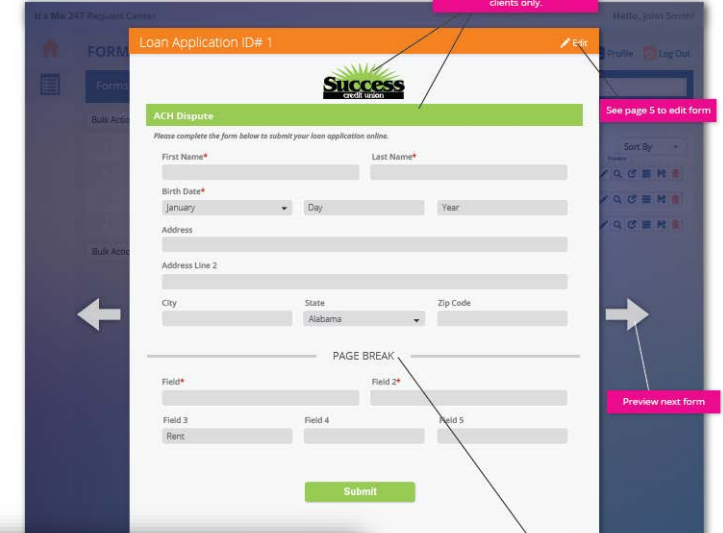 clients only.
It's Me 247 Request Center
Hello, John Smith!
Loan Application ID# 1
Edit
FORM
Profile
Log Out
Success
credit union
Forms
See page 5 to edit form
ACH Dispute
Bulk Actio
Please complete the form below to submit your loan application online.
Sort By
First Name*
Last Name*
Birth Date*
January
Day
Year
Address
Bulk Actio
Address Line 2
City
State
Zip Code
Alabama
PAGE BREAK
Field*
Field 2*
Preview next form
Field 3
Field 4
Field 5
Rent
Submit